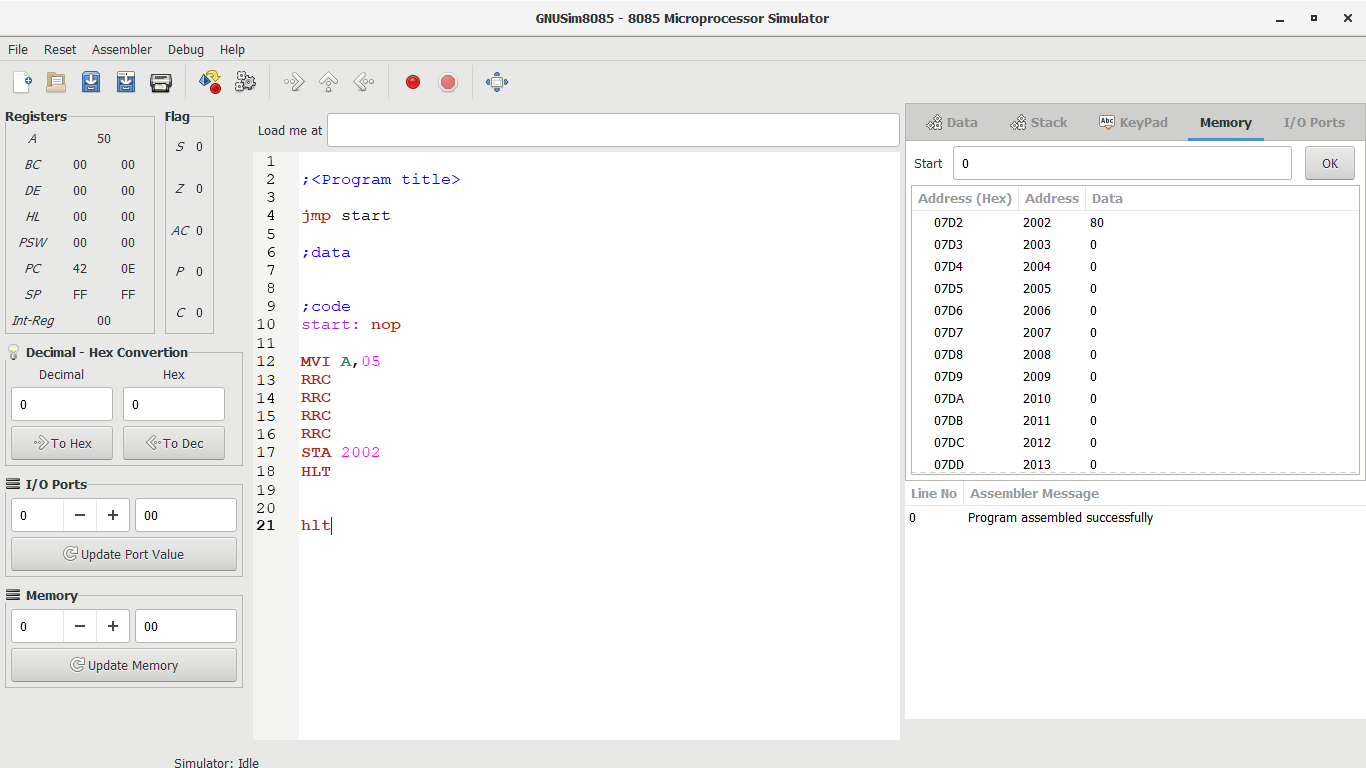 GNUSim8085 - 8085 Microprocessor Simulator
File Reset Assembler Debug Help
Registers
A 50
BC 00 00
DE 00 00
HL 00 00
PSW 00 00
PC 42 0E
SP FF FF
Int-Reg 00
Flag
S 0
Z 0
AC 0
P 0
C 0
Decimal - Hex Convertion
Decimal Hex
0 0
To Hex To Dec
I/O Ports
0 − + 00
Update Port Value
Memory
0 − + 00
Update Memory
Load me at
1
2 ;<Program title>
3
4 jmp start
5
6 ;data
7
8
9 ;code
10 start: nop
11
12 MVI A,05
13 RRC
14 RRC
15 RRC
16 RRC
17 STA 2002
18 HLT
19
20
21 hlt
Data Stack Abc KeyPad Memory I/O Ports
Start 0 OK
Address (Hex) Address Data
07D2 2002 80
07D3 2003 0
07D4 2004 0
07D5 2005 0
07D6 2006 0
07D7 2007 0
07D8 2008 0
07D9 2009 0
07DA 2010 0
07DB 2011 0
07DC 2012 0
07DD 2013 0
Line No Assembler Message
0 Program assembled successfully
Simulator: Idle